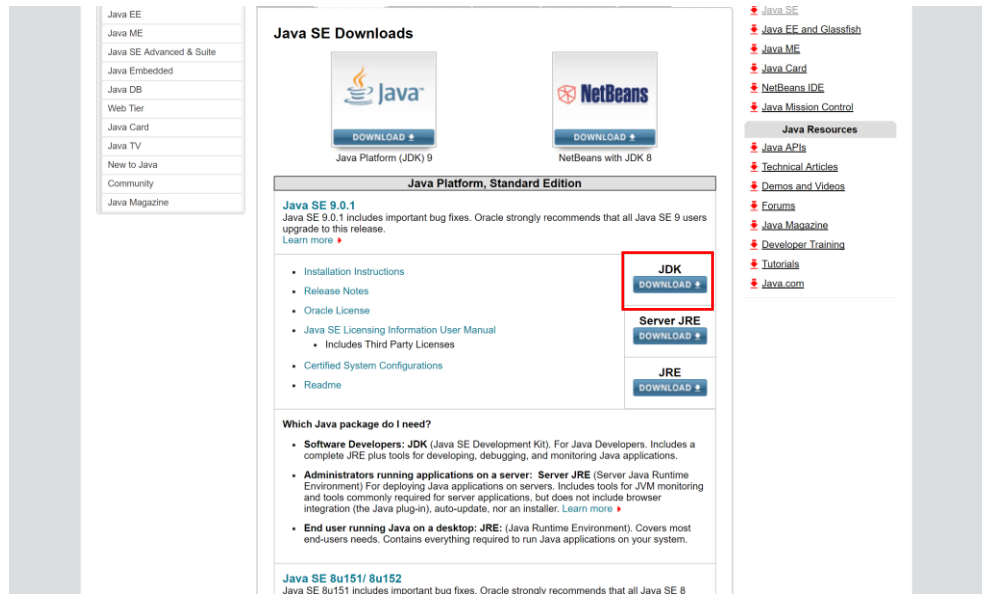 Java EE
Java ME
Java SE Advanced & Suite
Java Embedded
Java DB
Web Tier
Java Card
Java TV
New to Java
Community
Java Magazine
Java SE Downloads
Java
DOWNLOAD
Java Platform (JDK) 9
NetBeans
DOWNLOAD
NetBeans with JDK 8
Java Platform, Standard Edition
Java SE 9.0.1
Java SE 9.0.1 includes important bug fixes. Oracle strongly recommends that all Java SE 9 users
upgrade to this release.
Learn more
Installation Instructions
Release Notes
Oracle License
Java SE Licensing Information User Manual
Includes Third Party Licenses
Certified System Configurations
Readme
JDK
DOWNLOAD
Server JRE
DOWNLOAD
JRE
DOWNLOAD
Which Java package do I need?
Software Developers: JDK (Java SE Development Kit). For Java Developers. Includes a
complete JRE plus tools for developing, debugging, and monitoring Java applications.
Administrators running applications on a server: Server JRE (Server Java Runtime
Environment) For deploying Java applications on servers. Includes tools for JVM monitoring
and tools commonly required for server applications, but does not include browser
integration (the Java plug-in), auto-update, nor an installer. Learn more
End user running Java on a desktop: JRE: (Java Runtime Environment). Covers most
end-users needs. Contains everything required to run Java applications on your system.
Java SE 8u151/ 8u152
Java SE 8u151 includes important bug fixes. Oracle strongly recommends that all Java SE 8
Java SE
Java EE and Glassfish
Java ME
Java Card
NetBeans IDE
Java Mission Control
Java Resources
Java APIs
Technical Articles
Demos and Videos
Forums
Java Magazine
Developer Training
Tutorials
Java.com